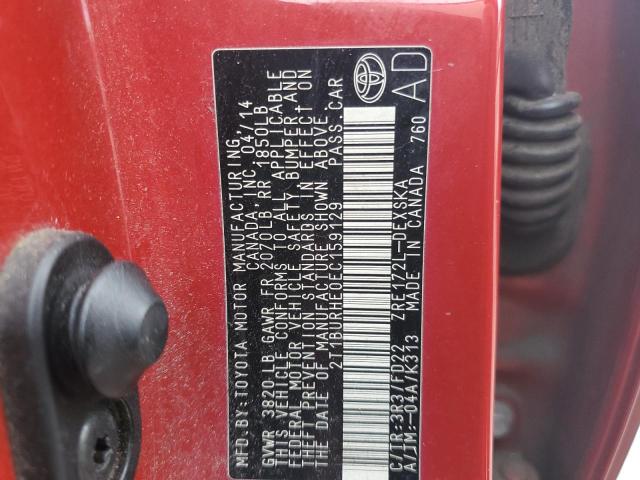 MFD.BY:TOYOTA MOTOR MANUFACTURING,
CANADA, INC. 04/14
GVWR 3820 LB GAWR FR 2070 LB RR 1850LB
THIS VEHICLE CONFORMS TO ALL APPLICABLE
FEDERAL MOTOR VEHICLE SAFETY BUMPER AND
THEFT PREVENTION STANDARDS IN EFFECT ON
THE DATE OF MANUFACTURE SHOWN ABOVE.
2T1BURHE0EC159129 PASS.CAR
C/TR:3R3/FD22 ZRE172L-DEXSKA
A/TM:-04A/K313 MADE IN CANADA 760
AD